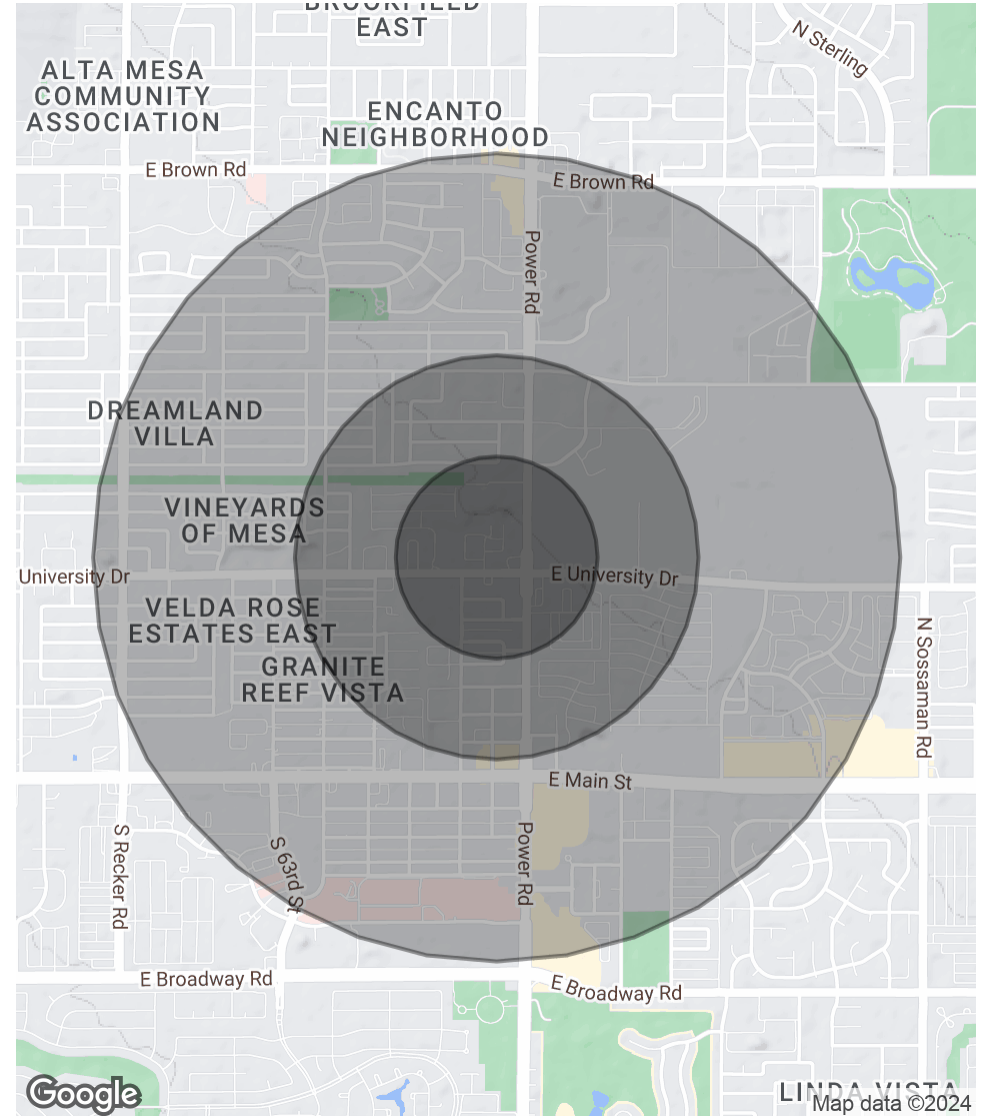 BROOKFIELD
EAST
N Sterling
ALTA MESA
COMMUNITY
ASSOCIATION
ENCANTO
NEIGHBORHOOD
E Brown Rd
E Brown Rd
Power Rd
DREAMLAND
VILLA
VINEYARDS
OF MESA
University Dr
E University Dr
VELDA ROSE
ESTATES EAST
GRANITE
REEF VISTA
N Sossaman Rd
E Main St
S Recker Rd
S 63rd St
Power Rd
E Broadway Rd
E Broadway Rd
LINDA VISTA
Google
Map data ©2024